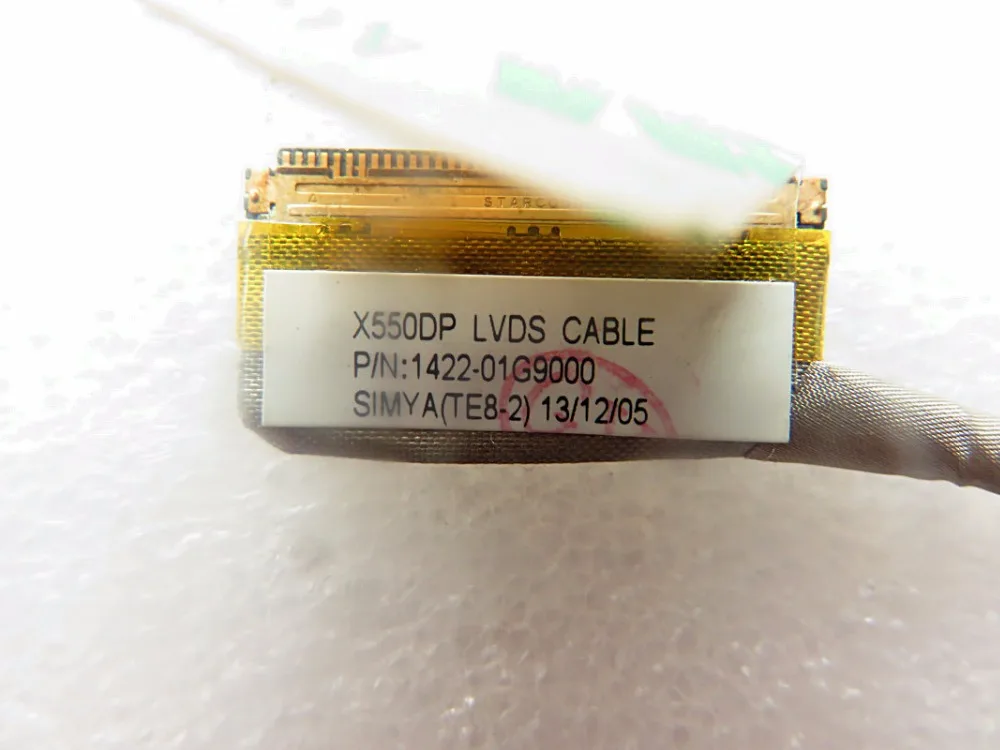 X550DP LVDS CABLE
P/N:1422-01G9000
SIMYA(TE8-2) 13/12/05